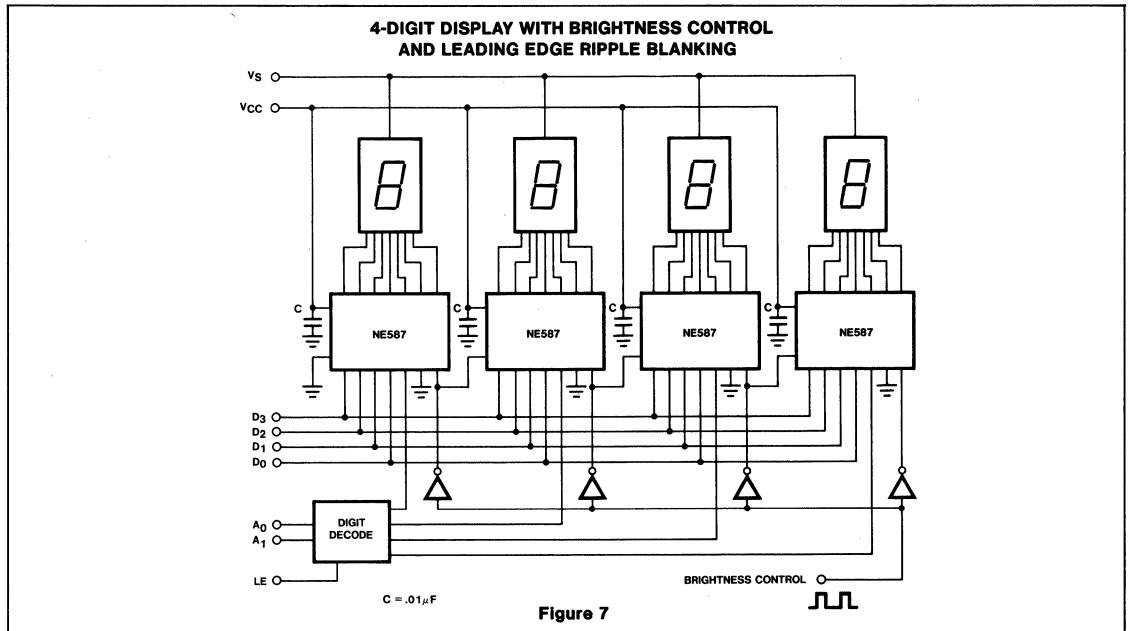 4-DIGIT DISPLAY WITH BRIGHTNESS CONTROL
AND LEADING EDGE RIPPLE BLANKING
VS
VCC
C
C
C
C
NE587
NE587
NE587
NE587
D3
D2
D1
D0
A0
A1
DIGIT
DECODE
LE
BRIGHTNESS CONTROL
C = .01μF
Figure 7